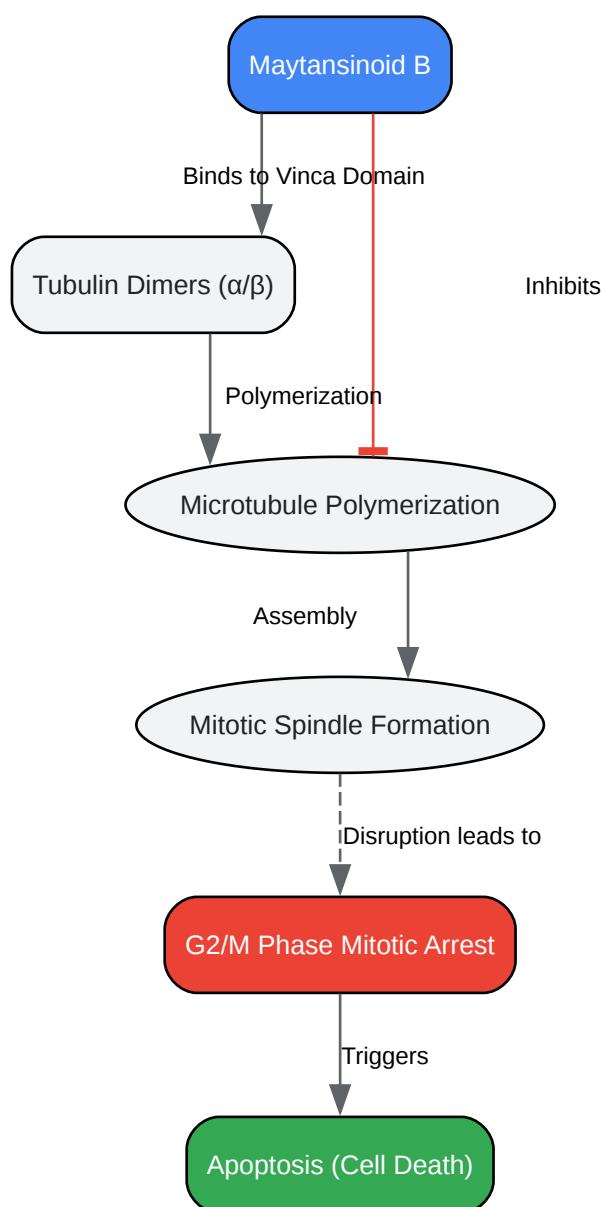 Maytansinoid B
Binds to Vinca Domain
Tubulin Dimers (α/β)
Inhibits
Polymerization
Microtubule Polymerization
Assembly
Mitotic Spindle Formation
Disruption leads to
G2/M Phase Mitotic Arrest
Triggers
Apoptosis (Cell Death)